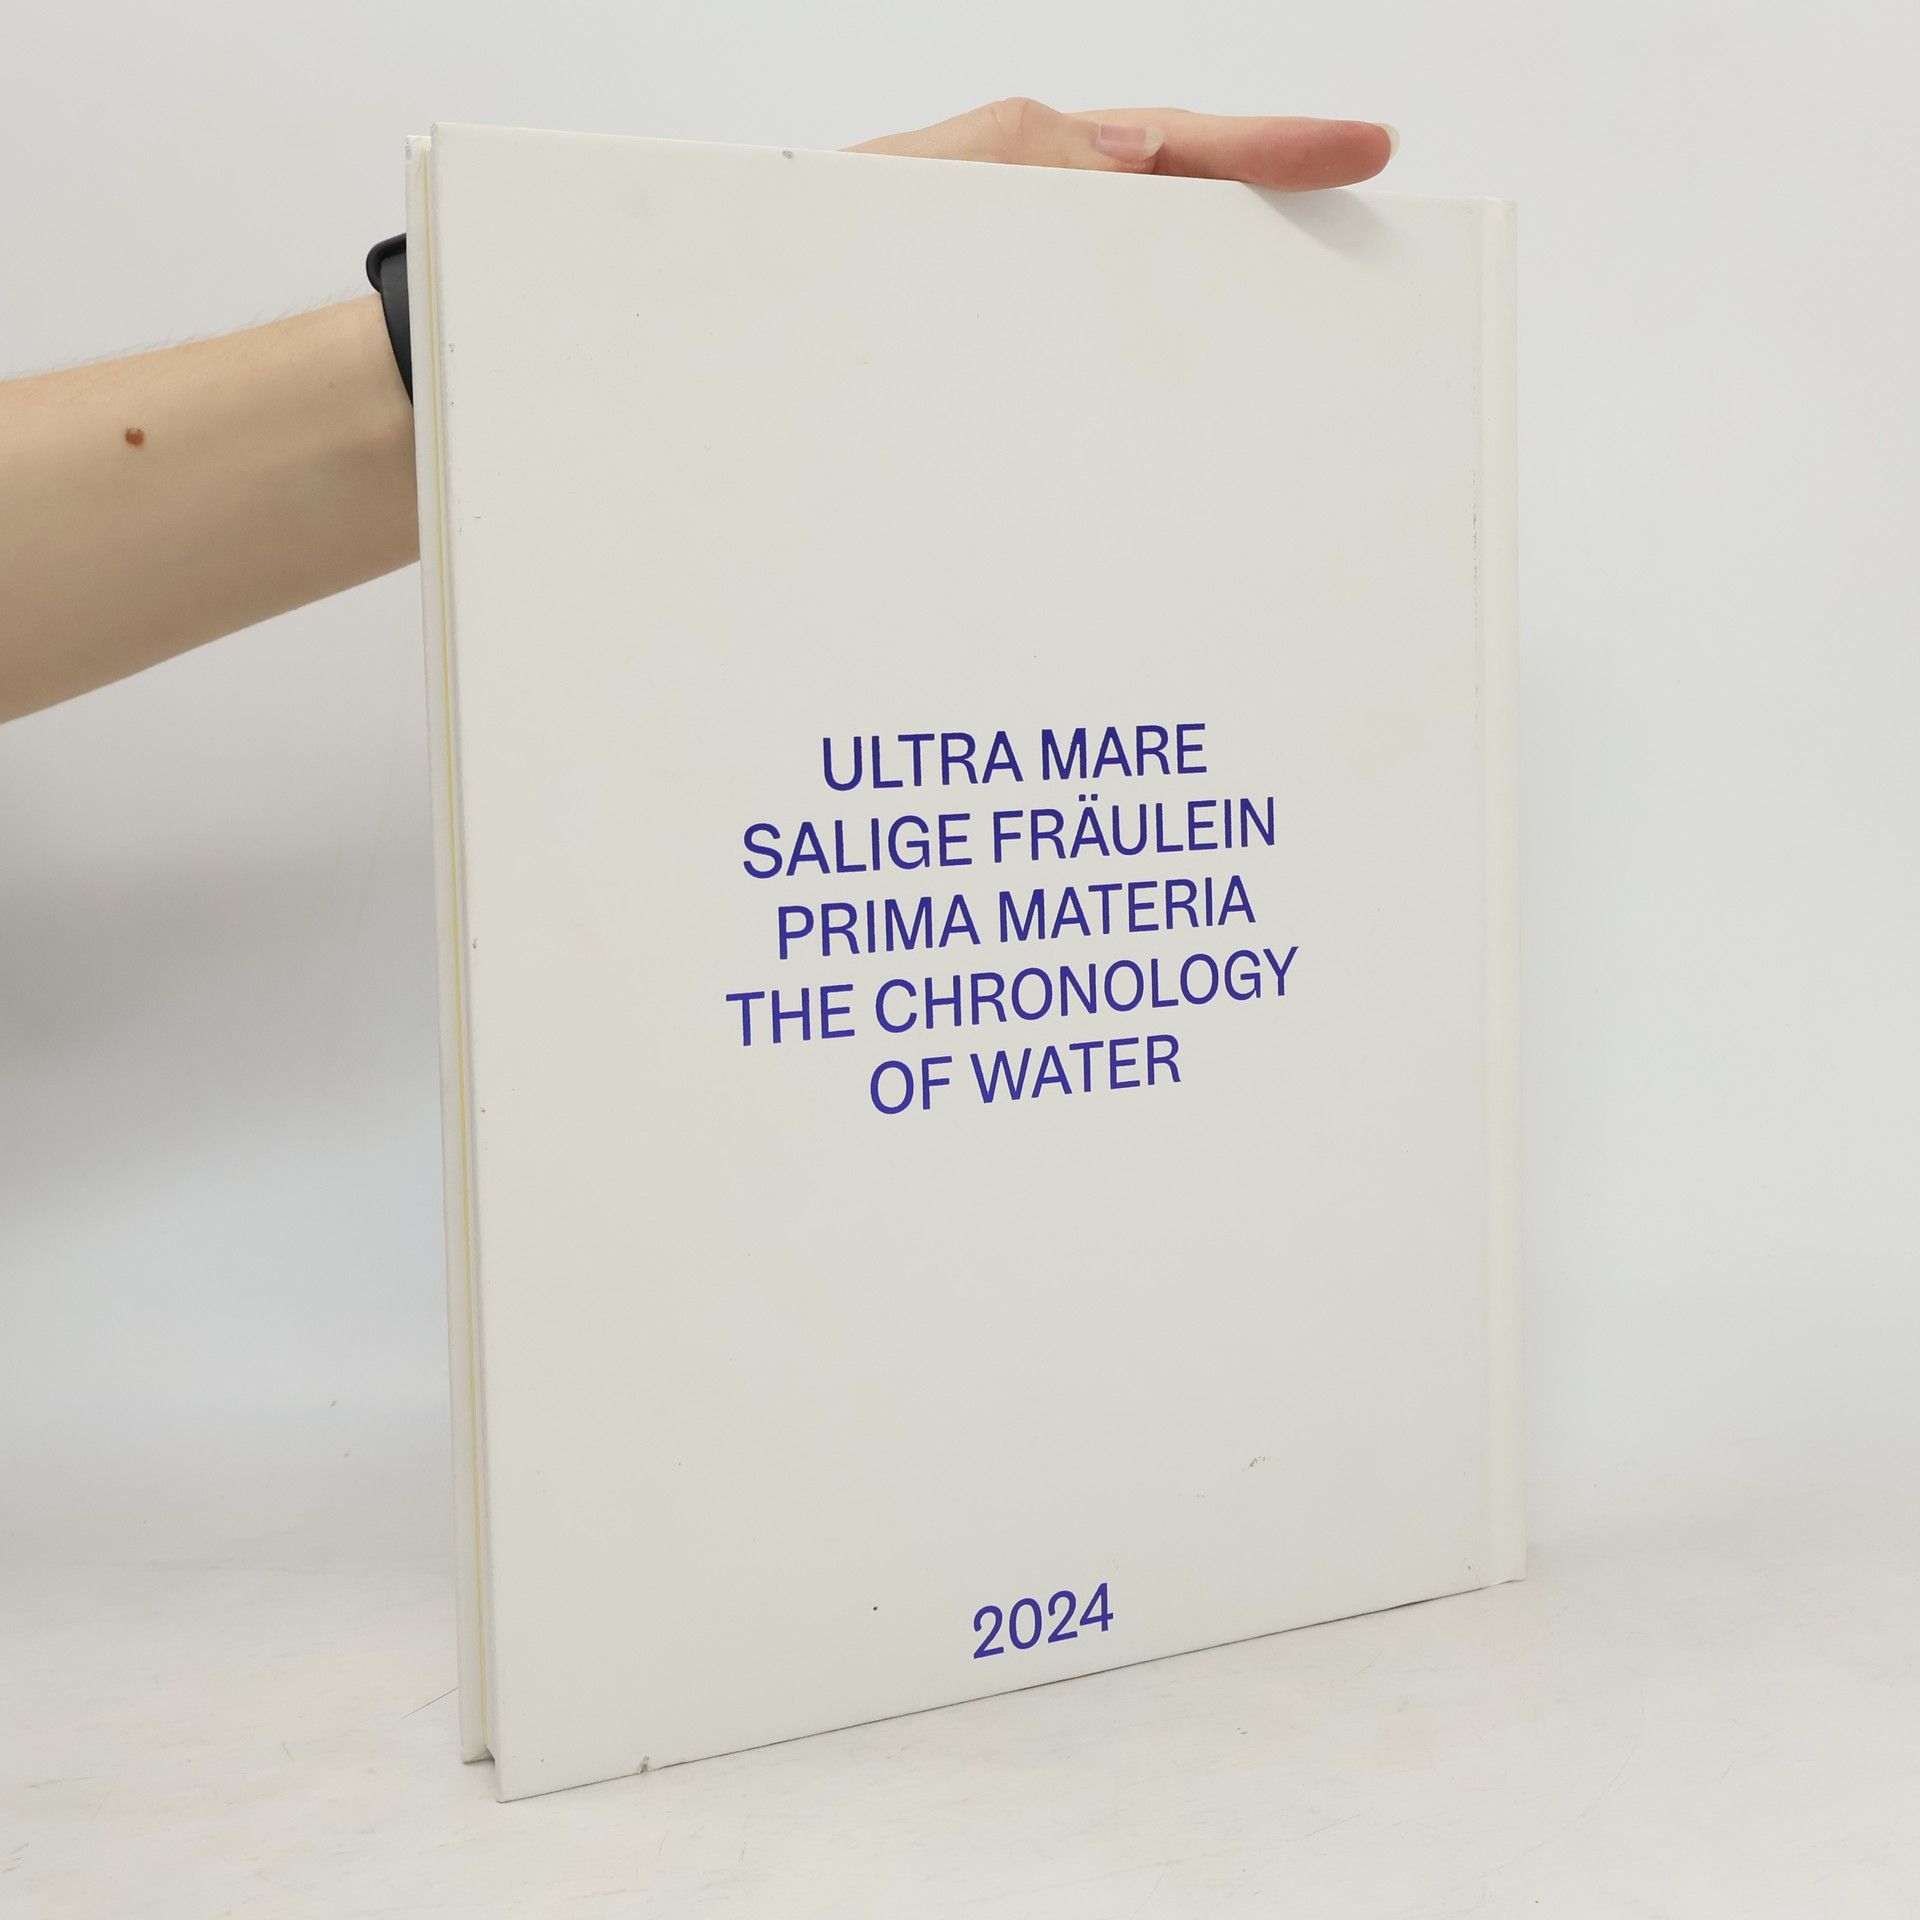 ULTRA MARE
SALIGE FRÄULEIN
PRIMA MATERIA
THE CHRONOLOGY
OF WATER
2024